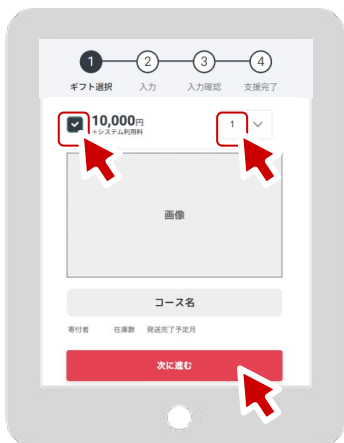 1 2 3 4
ギフト選択 入力 入力確認 支援完了
10,000円 1
+システム利用料
画像
コース名
寄付者 在庫数 発送完了予定月
次に進む